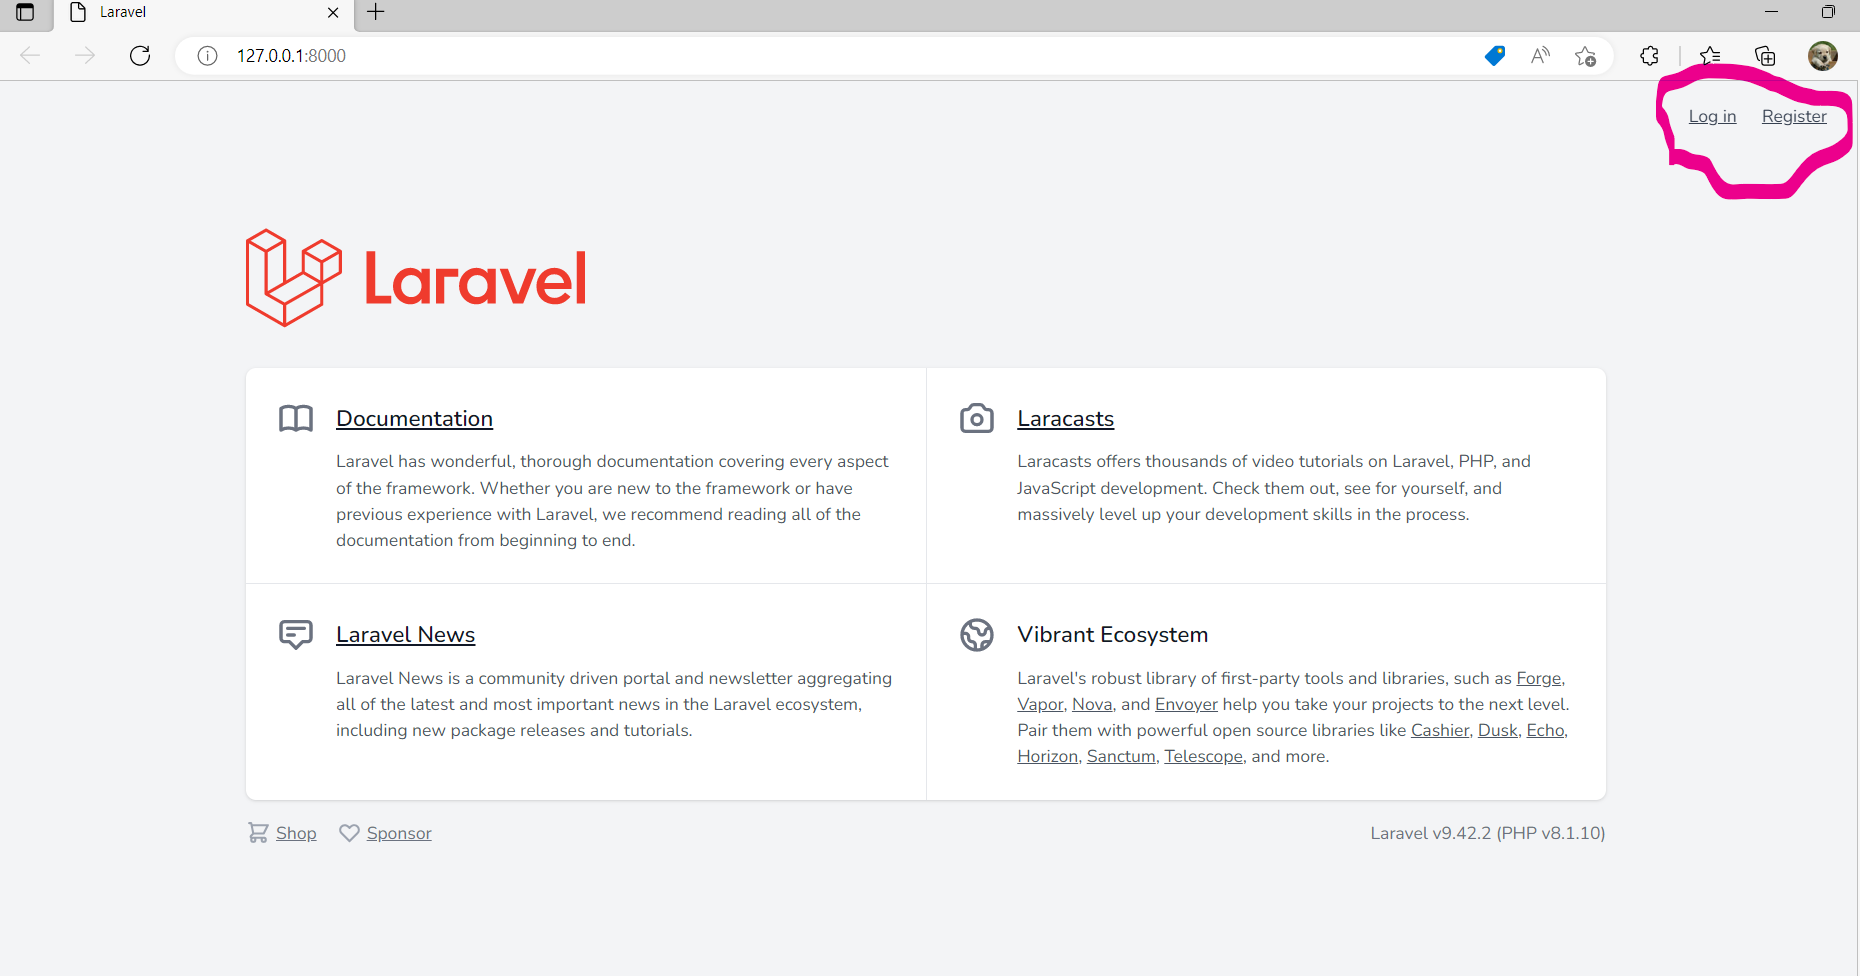 Laravel
127.0.0.1:8000
Log in Register
Laravel
Documentation
Laravel has wonderful, thorough documentation covering every aspect
of the framework. Whether you are new to the framework or have
previous experience with Laravel, we recommend reading all of the
documentation from beginning to end.
Laracasts
Laracasts offers thousands of video tutorials on Laravel, PHP, and
JavaScript development. Check them out, see for yourself, and
massively level up your development skills in the process.
Laravel News
Laravel News is a community driven portal and newsletter aggregating
all of the latest and most important news in the Laravel ecosystem,
including new package releases and tutorials.
Vibrant Ecosystem
Laravel's robust library of first-party tools and libraries, such as Forge,
Vapor, Nova, and Envoyer help you take your projects to the next level.
Pair them with powerful open source libraries like Cashier, Dusk, Echo,
Horizon, Sanctum, Telescope, and more.
Shop Sponsor
Laravel v9.42.2 (PHP v8.1.10)